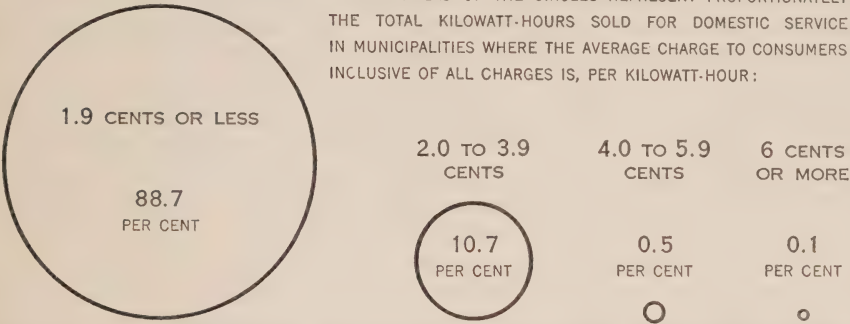 THE TOTAL KILOWATT-HOURS SOLD FOR DOMESTIC SERVICE
IN MUNICIPALITIES WHERE THE AVERAGE CHARGE TO CONSUMERS
INCLUSIVE OF ALL CHARGES IS, PER KILOWATT-HOUR:
1.9 CENTS OR LESS
88.7
PER CENT
2.0 TO 3.9
CENTS
10.7
PER CENT
4.0 TO 5.9
CENTS
0.5
PER CENT
6 CENTS
OR MORE
0.1
PER CENT